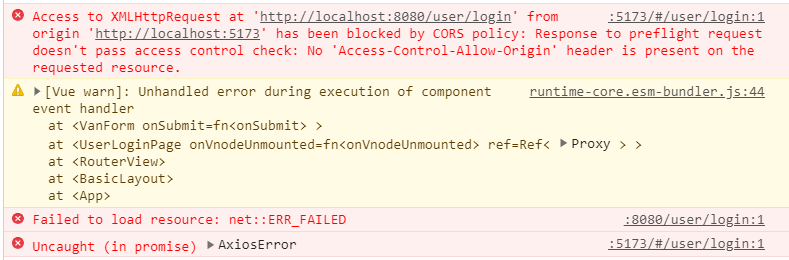 Access to XMLHttpRequest at 'http://localhost:8080/user/login' from :5173/#/user/login:1
origin 'http://localhost:5173' has been blocked by CORS policy: Response to preflight request
doesn't pass access control check: No 'Access-Control-Allow-Origin' header is present on the
requested resource.
[Vue warn]: Unhandled error during execution of component runtime-core.esm-bundler.js:44
event handler
at <VanForm onSubmit=fn<onSubmit> >
at <UserLoginPage onVnodeUnmounted=fn<onVnodeUnmounted> ref=Ref< ▶Proxy > >
at <RouterView>
at <BasicLayout>
at <App>
Failed to load resource: net::ERR_FAILED :8080/user/login:1
Uncaught (in promise) ▶AxiosError :5173/#/user/login:1